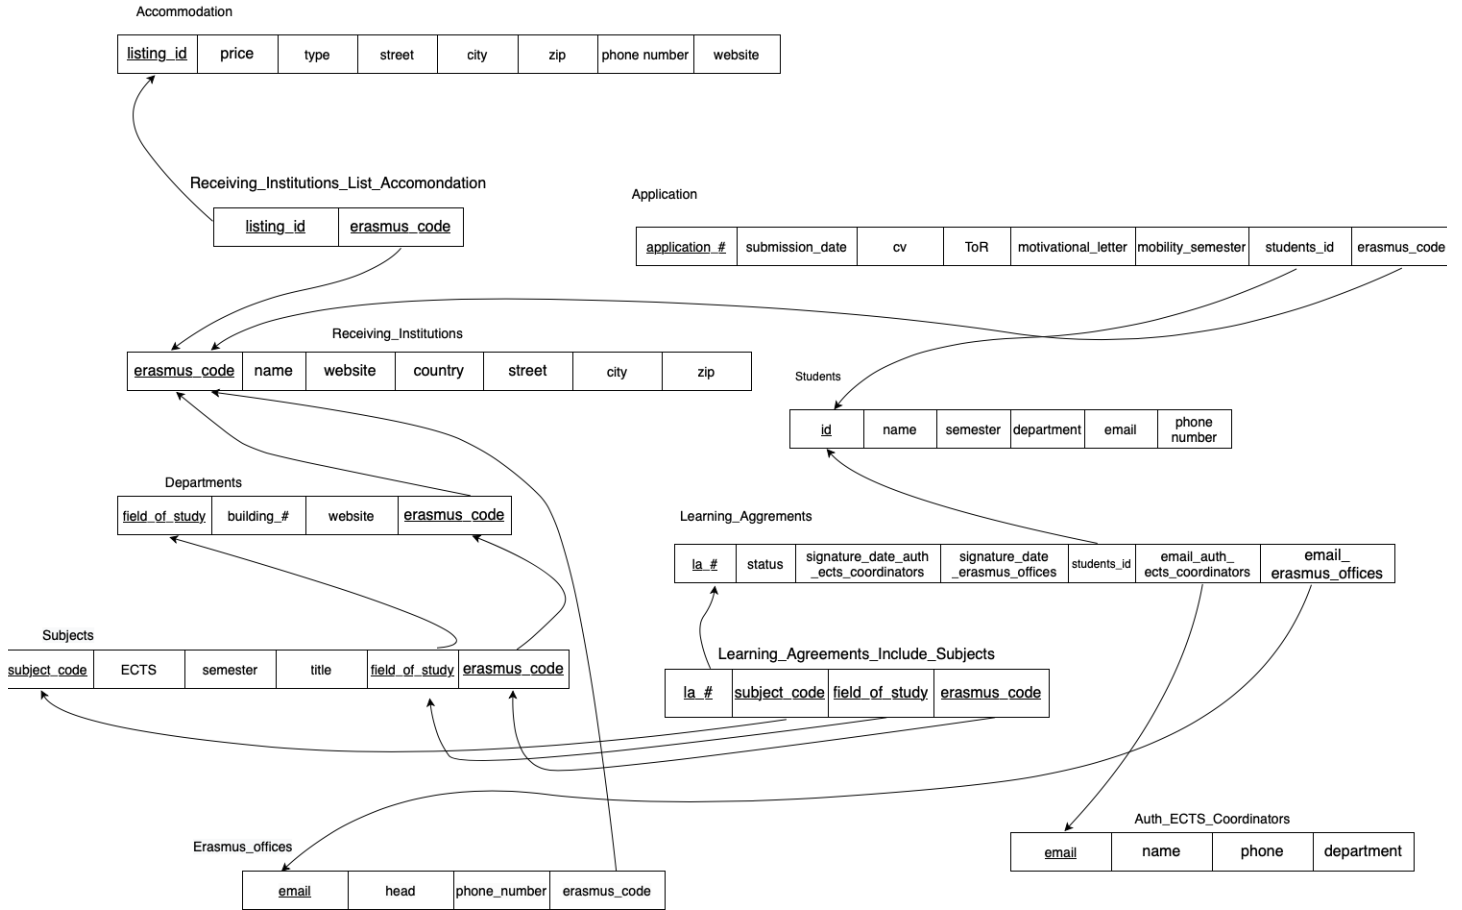 Accommodation
listing_id price type street city zip phone number website
Receiving_Institutions_List_Accomondation
listing_id erasmus_code
Application
application_# submission_date cv ToR motivational_letter mobility_semester students_id erasmus_code
Receiving_Institutions
erasmus_code name website country street city zip
Students
id name semester department email phone
number
Departments
field_of_study building_# website erasmus_code
Learning_Aggrements
la_# status signature_date_auth
_ects_coordinators signature_date
_erasmus_offices students_id email_auth_
ects_coordinators email_
erasmus_offices
Subjects
subject_code ECTS semester title field_of_study erasmus_code
Learning_Agreements_Include_Subjects
la_# subject_code field_of_study erasmus_code
Auth_ECTS_Coordinators
email name phone department
Erasmus_offices
email head phone_number erasmus_code